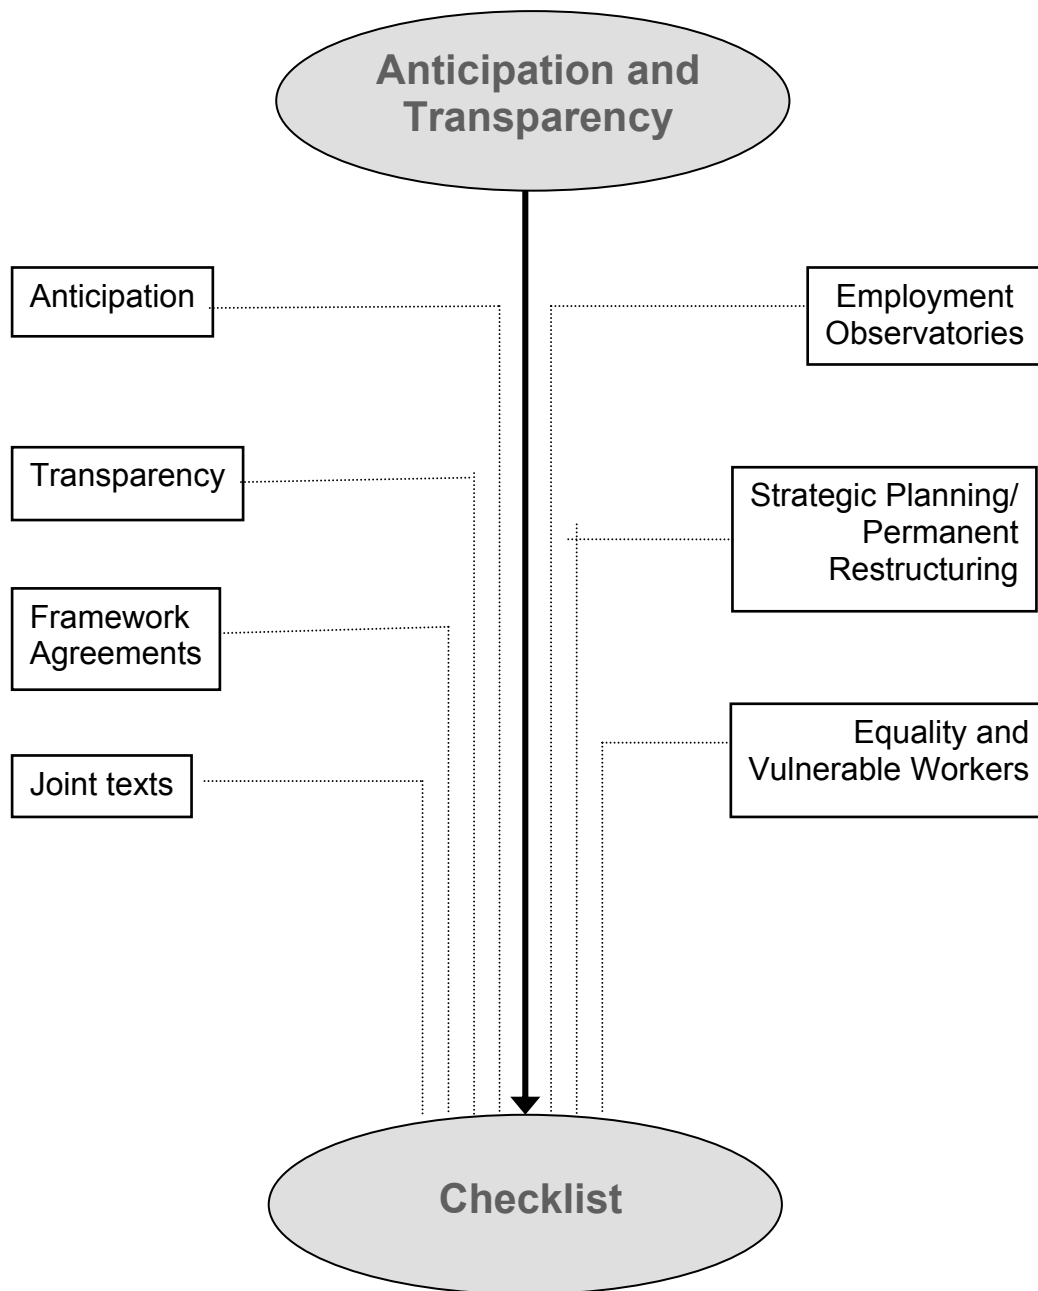 Anticipation and
Transparency
Anticipation
Employment
Observatories
Transparency
Strategic Planning/
Permanent
Restructuring
Framework
Agreements
Equality and
Vulnerable Workers
Joint texts
Checklist